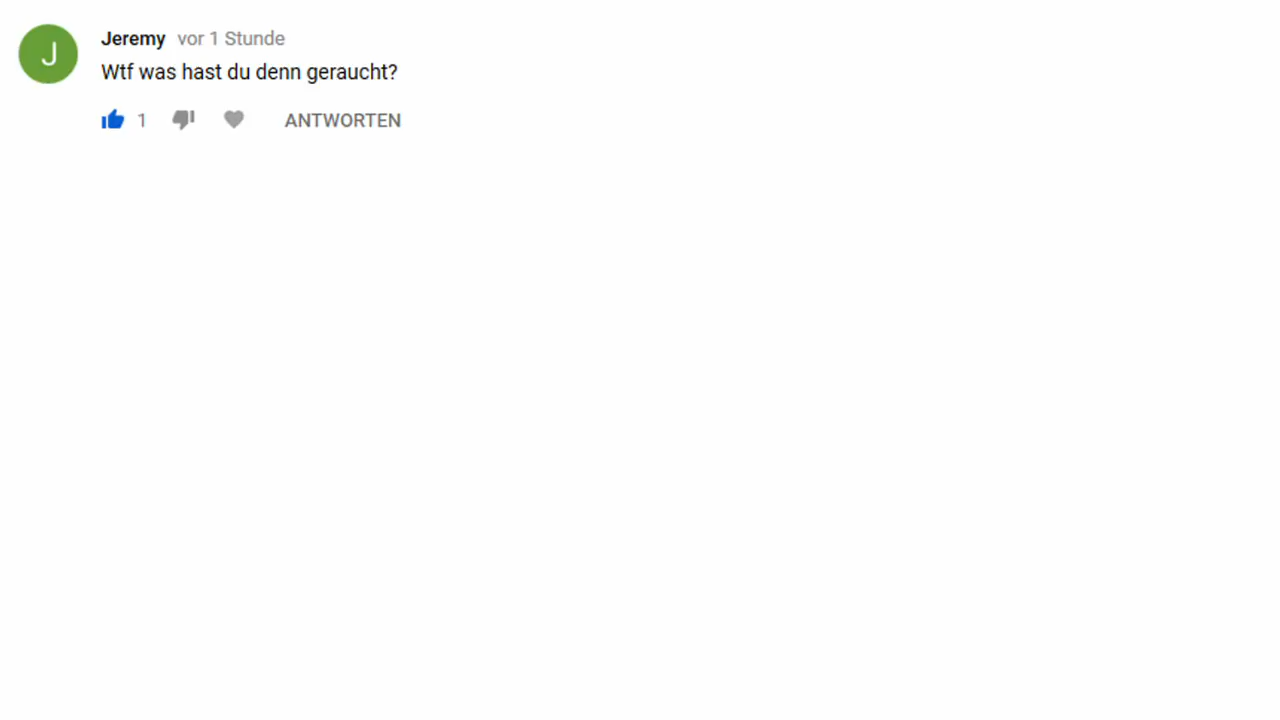 J
Jeremy vor 1 Stunde
Wtf was hast du denn geraucht?
1 ANTWORTEN